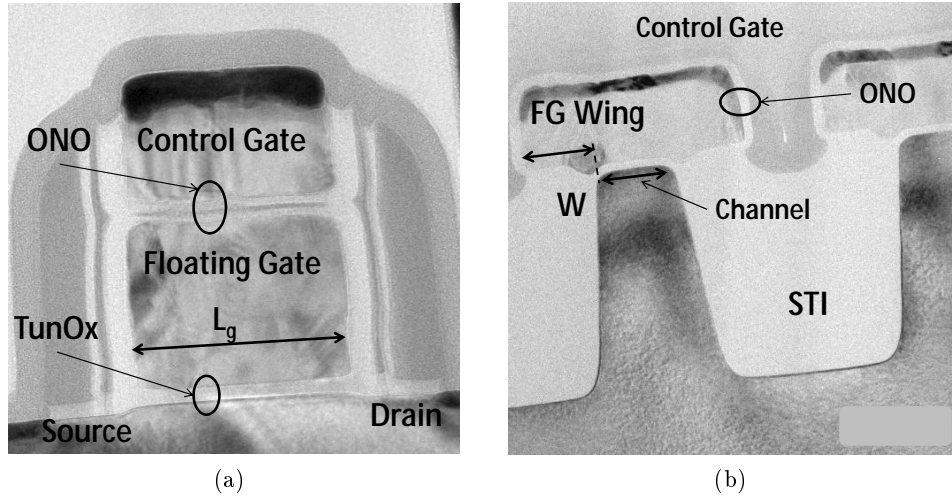 ONO
Control Gate
Floating Gate
TunOx
Lg
Source
Drain
(a)
Control Gate
ONO
FG Wing
W
Channel
STI
(b)